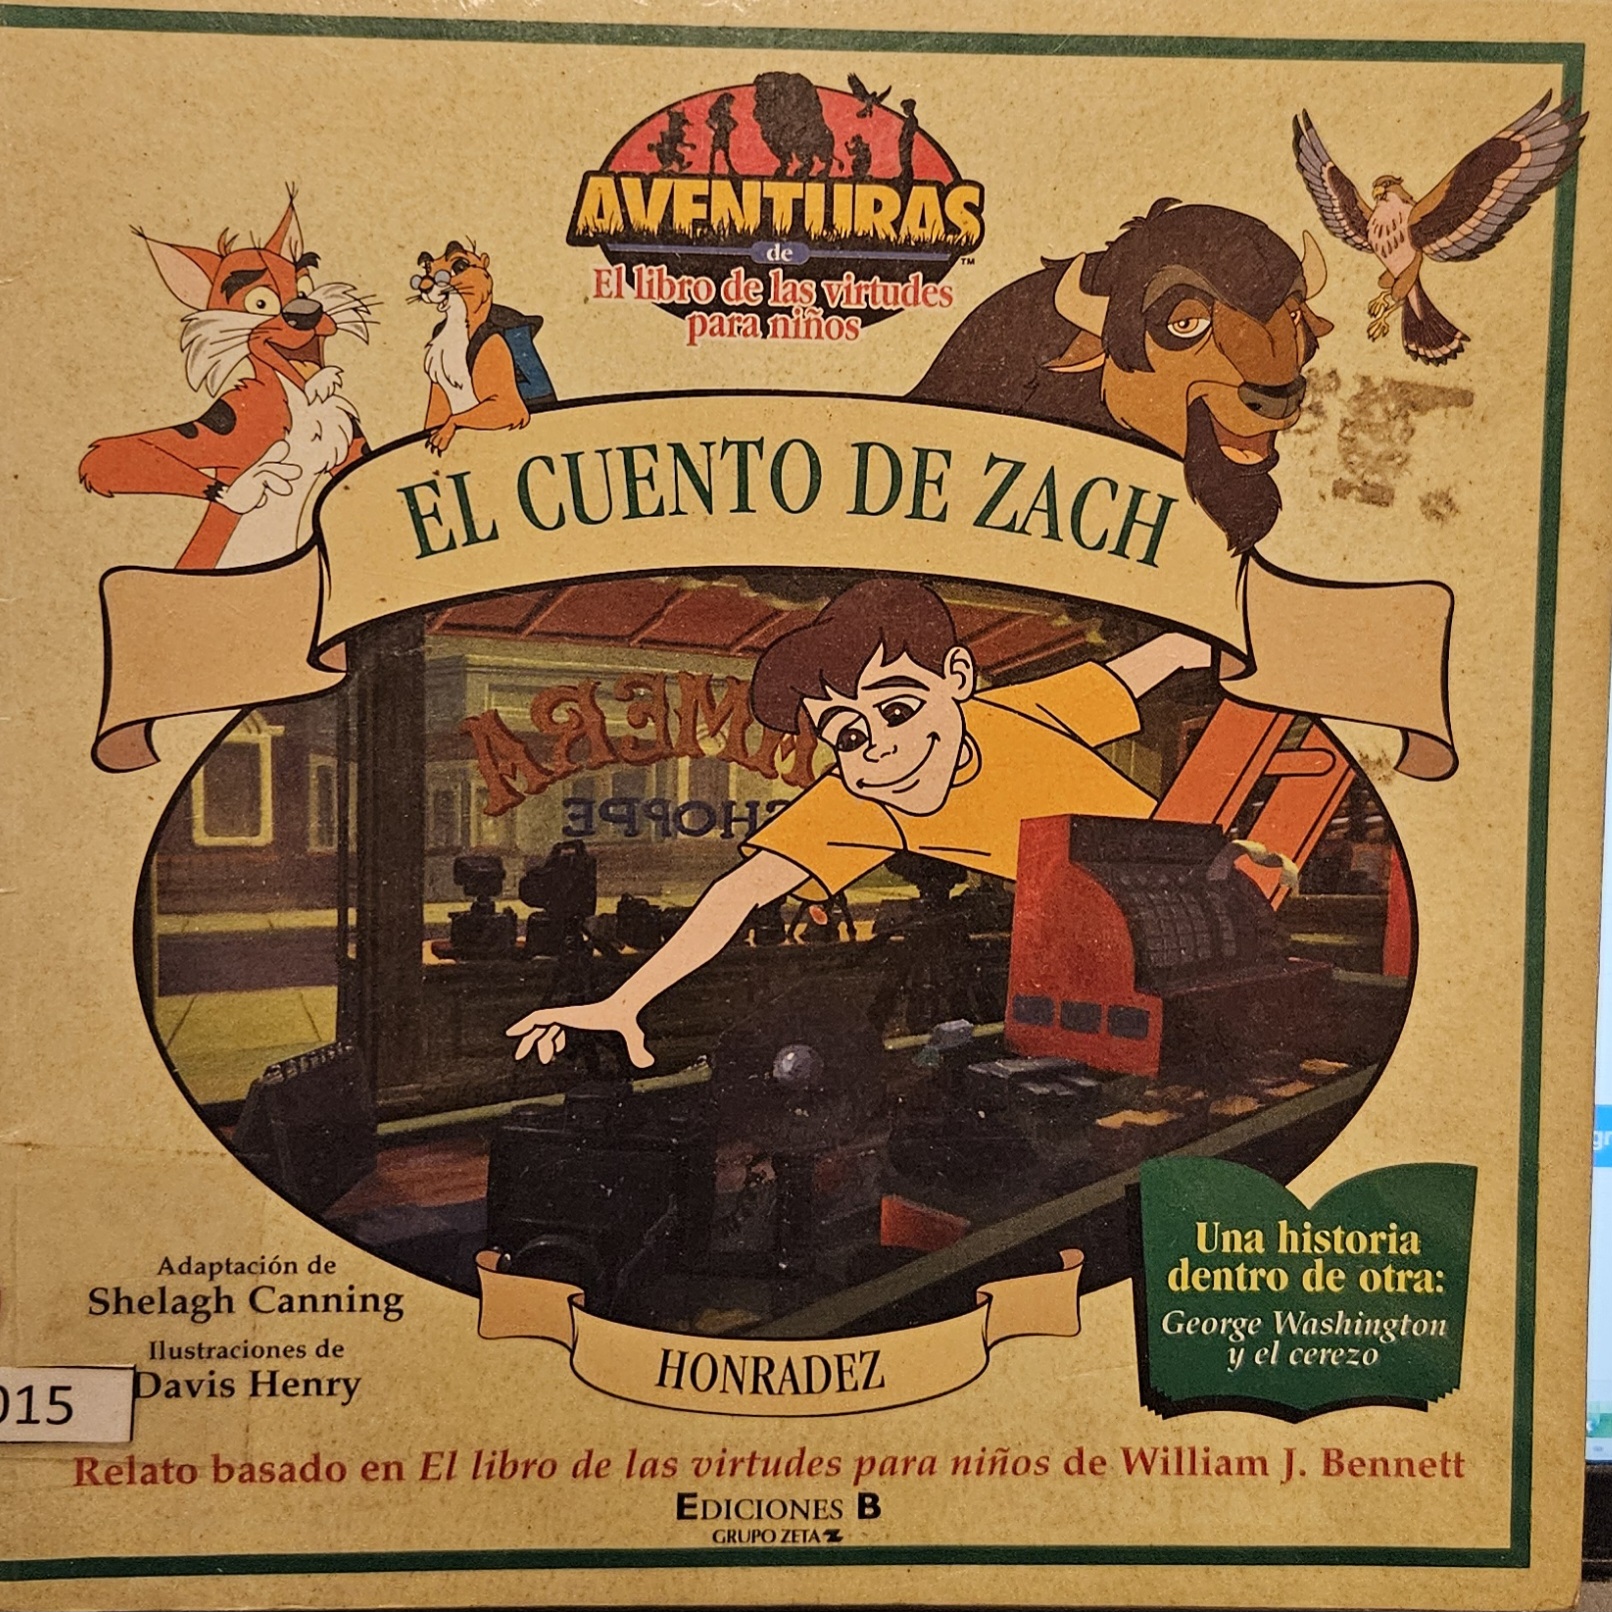 AVENTURAS
de
El libro de las virtudes
para niños
™
EL CUENTO DE ZACH
SHOPPE
Una historia
dentro de otra:
George Washington
y el cerezo
Adaptación de
Shelagh Canning
Ilustraciones de
Davis Henry
015
HONRADEZ
Relato basado en El libro de las virtudes para niños de William J. Bennett
EDICIONES B
GRUPO ZETA